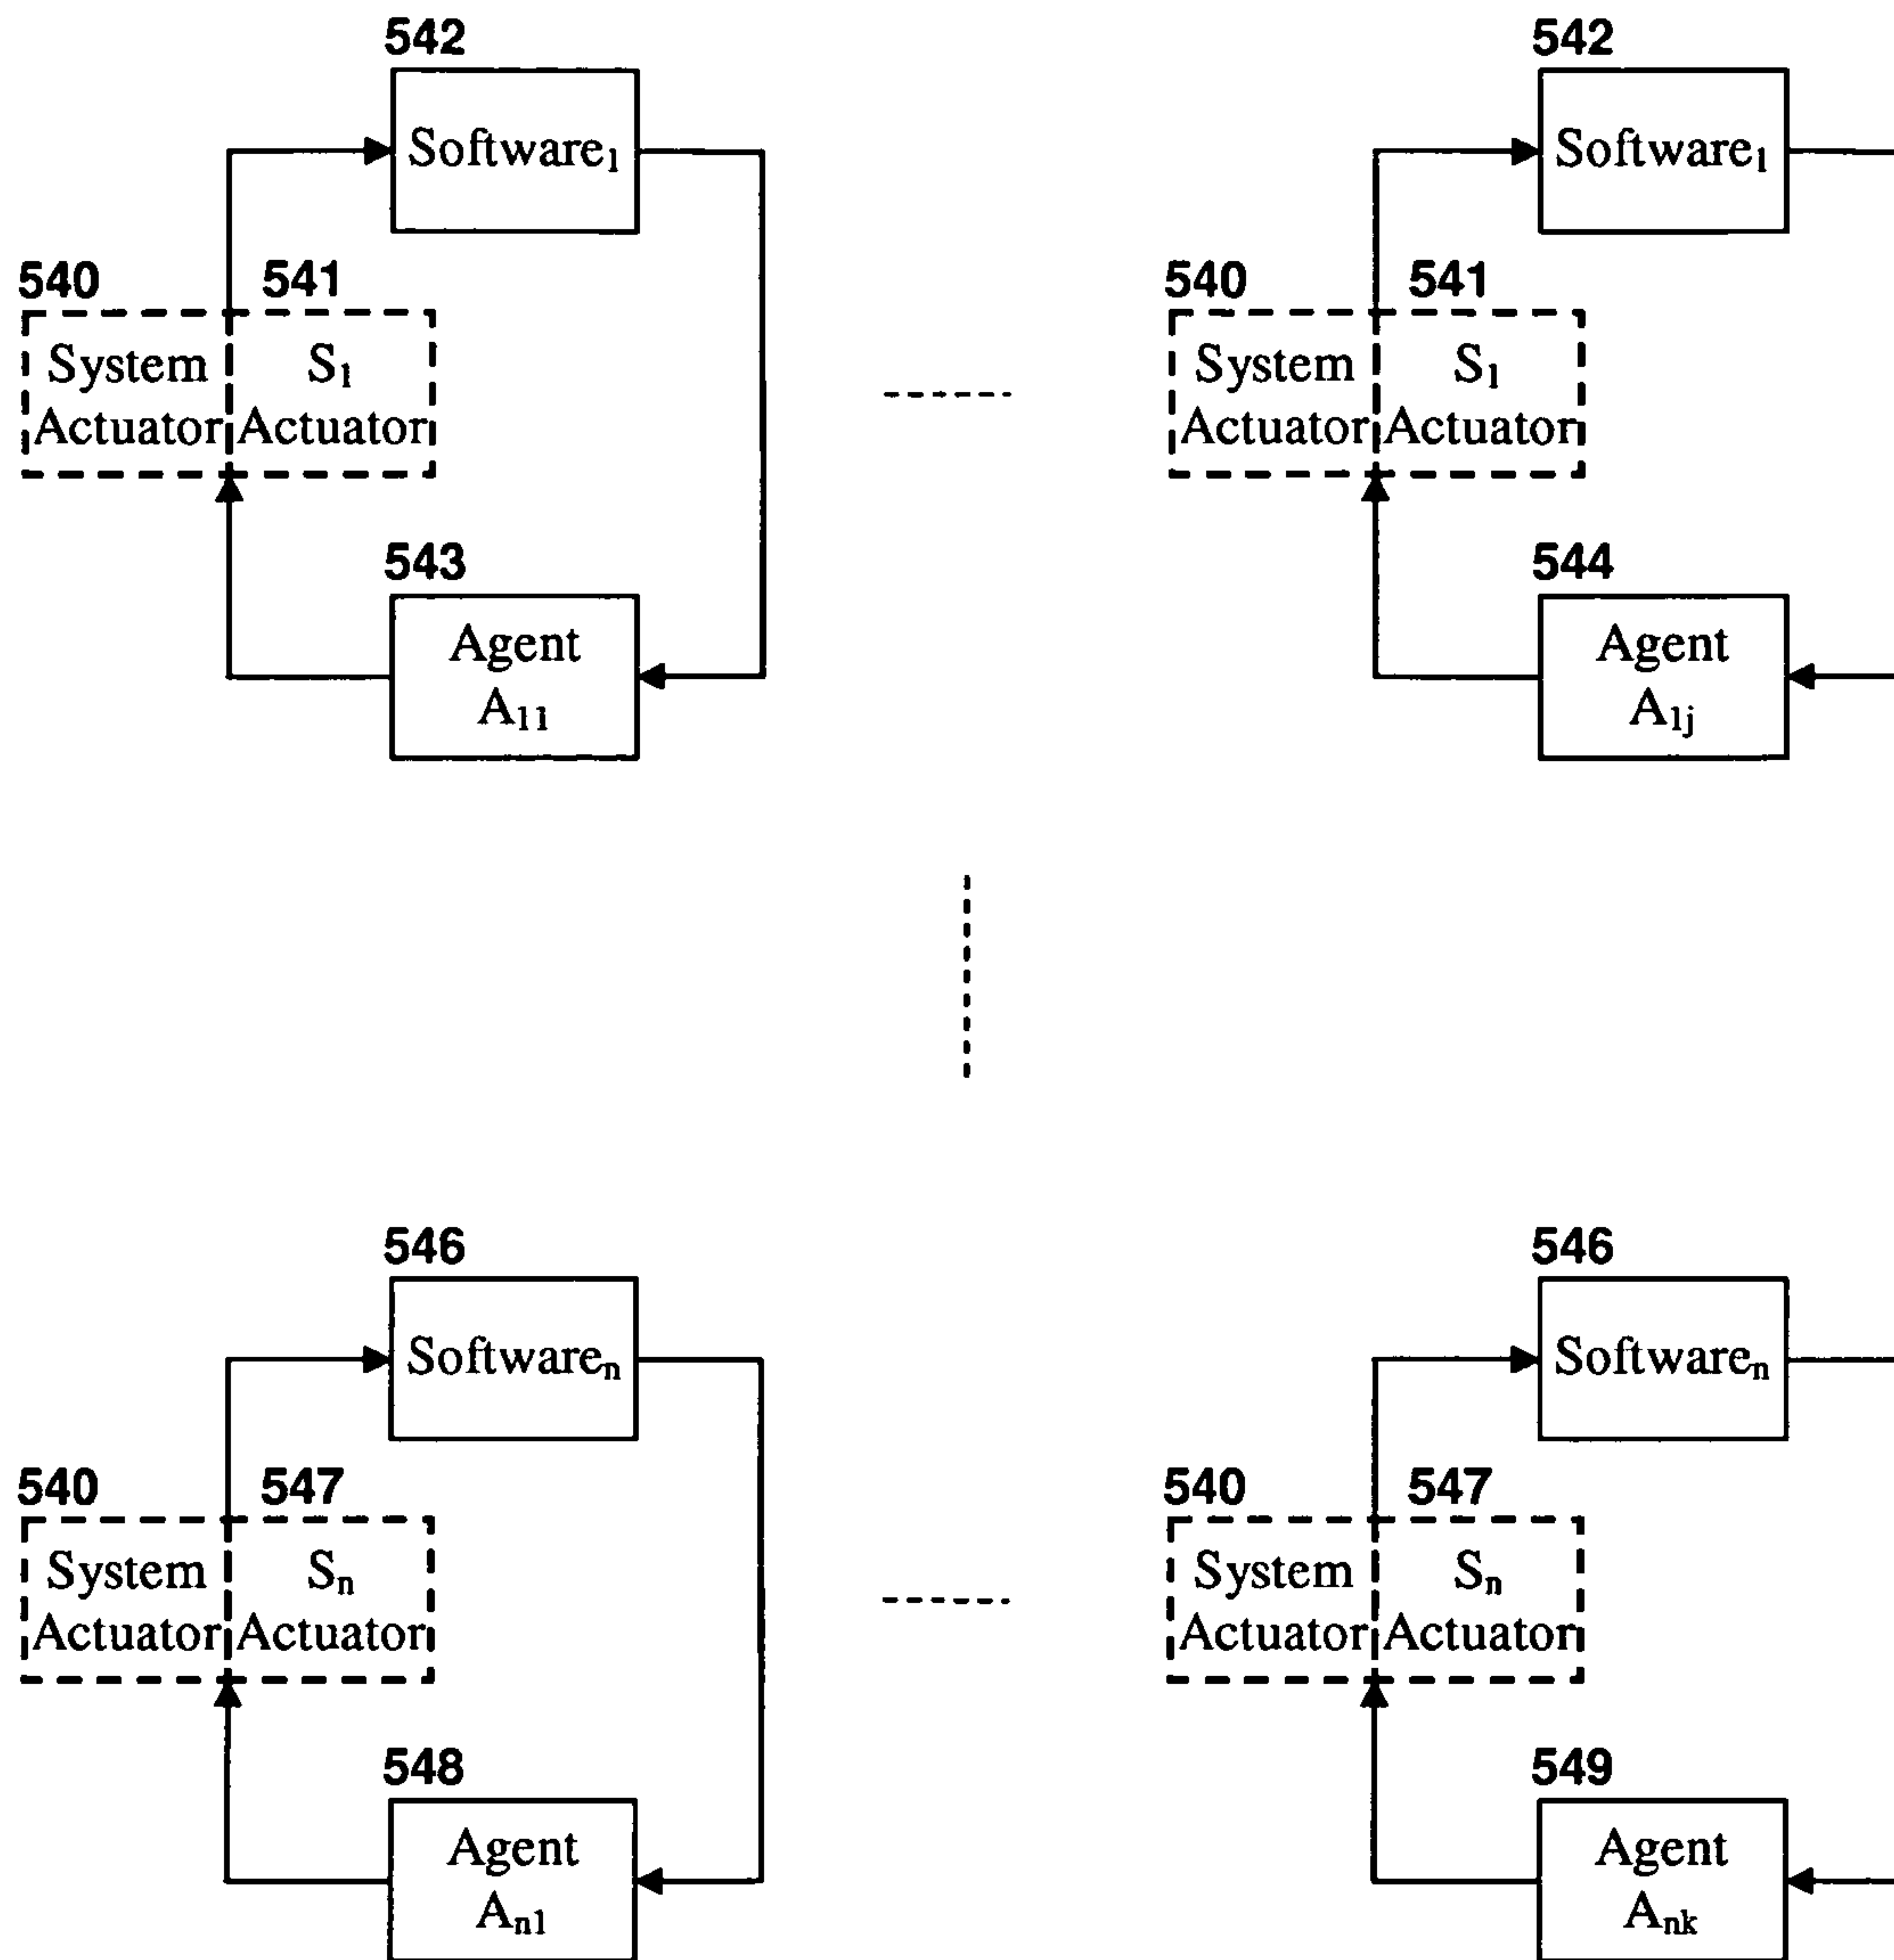 542
Software₁
540
541
System
Actuator
S₁
Actuator
543
Agent
A₁₁
542
Software₁
540
541
System
Actuator
S₁
Actuator
544
Agent
A₁ⱼ
546
Softwareₙ
540
547
System
Actuator
Sₙ
Actuator
548
Agent
Aₙ₁
546
Softwareₙ
540
547
System
Actuator
Sₙ
Actuator
549
Agent
Aₙₖ